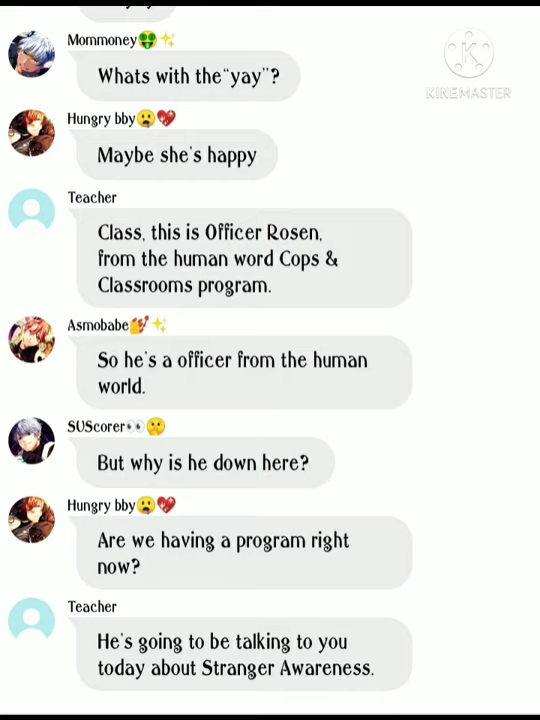 Mommoney🤑✨
KINEMASTER
Whats with the"yay"?
Hungry bby😮💖
Maybe she's happy
Teacher
Class, this is Officer Rosen,
from the human word Cops &
Classrooms program.
Asmobabe💅✨
So he's a officer from the human
world.
SUScorer👀🤫
But why is he down here?
Hungry bby😮💖
Are we having a program right
now?
Teacher
He's going to be talking to you
today about Stranger Awareness.